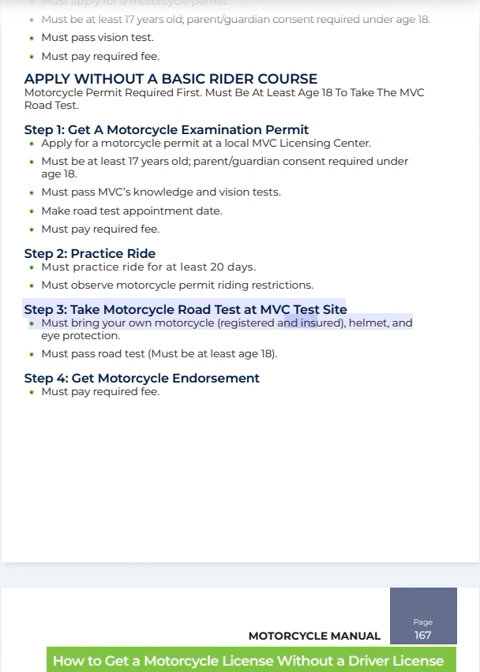 Must apply for a motorcycle permit.
Must be at least 17 years old; parent/guardian consent required under age 18.
Must pass vision test.
Must pay required fee.
APPLY WITHOUT A BASIC RIDER COURSE
Motorcycle Permit Required First. Must Be At Least Age 18 To Take The MVC
Road Test.
Step 1: Get A Motorcycle Examination Permit
Apply for a motorcycle permit at a local MVC Licensing Center.
Must be at least 17 years old; parent/guardian consent required under
age 18.
Must pass MVC's knowledge and vision tests.
Make road test appointment date.
Must pay required fee.
Step 2: Practice Ride
Must practice ride for at least 20 days.
Must observe motorcycle permit riding restrictions.
Step 3: Take Motorcycle Road Test at MVC Test Site
Must bring your own motorcycle (registered and insured), helmet, and
eye protection.
Must pass road test (Must be at least age 18).
Step 4: Get Motorcycle Endorsement
Must pay required fee.
Page
MOTORCYCLE MANUAL 167
How to Get a Motorcycle License Without a Driver License